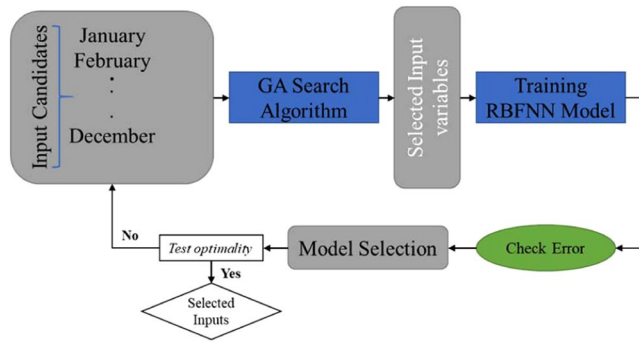 Input Candidates
January
February
.
.
.
December
GA Search
Algorithm
Selected Input
variables
Training
RBFNN Model
No
Test optimality
Model Selection
Check Error
Yes
Selected
Inputs